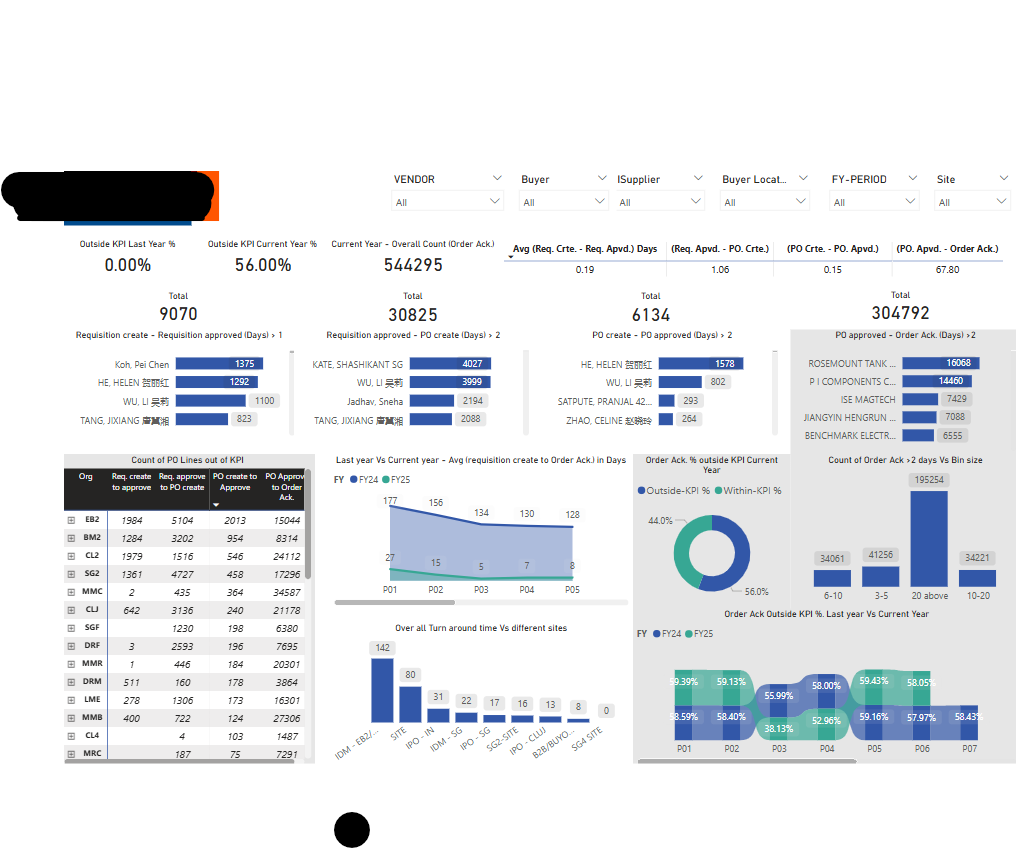 VENDOR Buyer ISupplier Buyer Locat... FY-PERIOD Site
All All All All All All
Outside KPI Last Year % Outside KPI Current Year % Current Year - Overall Count (Order Ack.)
0.00% 56.00% 544295
Avg (Req. Crte. - Req. Apvd.) Days (Req. Apvd. - PO. Crte.) (PO Crte. - PO. Apvd.) (PO. Apvd. - Order Ack.)
0.19 1.06 0.15 67.80
Total Total Total Total
9070 30825 6134 304792
Requisition create - Requisition approved (Days) > 1
Koh, Pei Chen 1375
HE, HELEN 贺丽红 1292
WU, LI 吴莉 1100
TANG, JIXIANG 唐冀湘 823
Requisition approved - PO create (Days) > 2
KATE, SHASHIKANT SG 4027
WU, LI 吴莉 3999
Jadhav, Sneha 2194
TANG, JIXIANG 唐冀湘 2088
PO create - PO approved (Days) > 2
HE, HELEN 贺丽红 1578
WU, LI 吴莉 802
SATPUTE, PRANJAL 42... 293
ZHAO, CELINE 赵晓玲 264
PO approved - Order Ack. (Days) >2
ROSEMOUNT TANK ... 16068
P I COMPONENTS C... 14460
ISE MAGTECH 7429
JIANGYIN HENGRUN ... 7088
BENCHMARK ELECTR... 6555
Count of PO Lines out of KPI
Org Req. create to approve Req. approve to PO create PO create to Approve PO Approv to Order Ack.
EB2 1984 5104 2013 15044
BM2 1284 3202 954 8314
CL2 1979 1516 546 24112
SG2 1361 4727 458 17296
MMC 2 435 364 34587
CLJ 642 3136 240 21178
SGF 1230 198 6380
DRF 3 2593 196 7695
MMR 1 446 184 20301
DRM 511 160 178 3864
LME 278 1306 173 16301
MMB 400 722 124 27306
CL4 4 103 1487
MRC 187 75 7291
Last year Vs Current year - Avg (requisition create to Order Ack.) in Days
FY FY24 FY25
177 156 134 130 128
27 15 5 7 8
P01 P02 P03 P04 P05
Over all Turn around time Vs different sites
142 80 31 22 17 16 13 8 0
IDM - EB2/... SITE IPO - IN IDM - SG IPO - SG SG2-SITE IPO - CLUJ B2B/BUYO... SG4 SITE
Order Ack. % outside KPI Current
Year
Outside-KPI % Within-KPI %
44.0%
56.0%
Count of Order Ack >2 days Vs Bin size
34061 41256 195254 34221
6-10 3-5 20 above 10-20
Order Ack Outside KPI %. Last year Vs Current Year
FY FY24 FY25
59.39% 59.13% 55.99% 58.00% 59.43% 58.05%
58.59% 58.40% 38.13% 52.96% 59.16% 57.97% 58.43%
P01 P02 P03 P04 P05 P06 P07